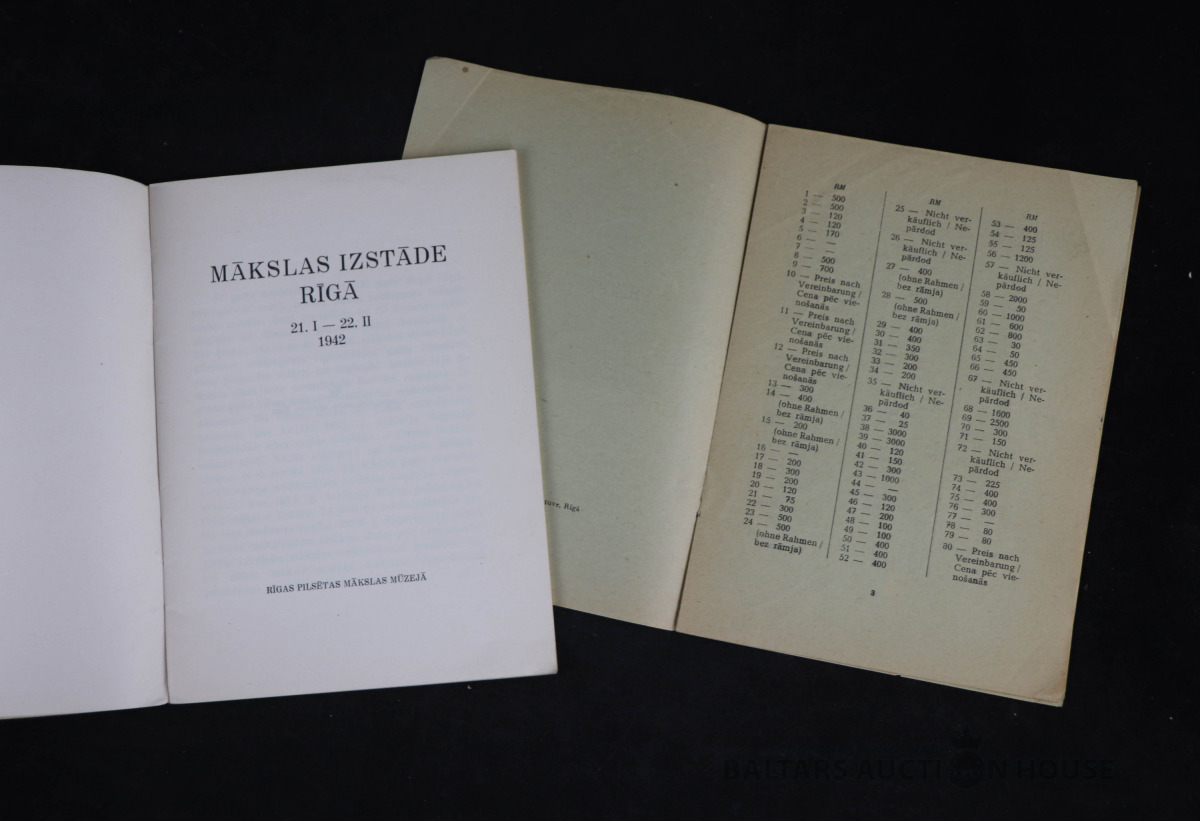 MĀKSLAS IZSTĀDE
RĪGĀ
21. I — 22. II
1942
RĪGAS PILSĒTAS MĀKSLAS MŪZEJĀ
Rīgā
RM
1 — 500
2 — 500
3 — 120
4 — 120
5 — 170
6 — —
7 — —
8 — 500
9 — 700
10 — Preis nach
Vereinbarung /
Cena pēc vie-
nošanās
11 — Preis nach
Vereinbarung /
Cena pēc vie-
nošanās
12 — Preis nach
Vereinbarung /
Cena pēc vie-
nošanās
13 — 300
14 — 400
(ohne Rahmen /
bez rāmja)
15 — 200
(ohne Rahmen /
bez rāmja)
16 — —
17 — 200
18 — 300
19 — 200
20 — 120
21 — 75
22 — 300
23 — 500
24 — 500
(ohne Rahmen /
bez rāmja)
RM
25 — Nicht ver-
käuflich / Ne-
pārdod
26 — Nicht ver-
käuflich / Ne-
pārdod
27 — 400
(ohne Rahmen /
bez rāmja)
28 — 500
(ohne Rahmen /
bez rāmja)
29 — 400
30 — 400
31 — 350
32 — 300
33 — 200
34 — 200
35 — Nicht ver-
käuflich / Ne-
pārdod
36 — 40
37 — 25
38 — 3000
39 — 3000
40 — 120
41 — 150
42 — 300
43 — 1000
44 — —
45 — 300
46 — 120
47 — 200
48 — 100
49 — 100
50 — 400
51 — 400
52 — 400
RM
53 — 400
54 — 125
55 — 125
56 — 1200
57 — Nicht ver-
käuflich / Ne-
pārdod
58 — 2000
59 — 50
60 — 1000
61 — 600
62 — 800
63 — 30
64 — 50
65 — 450
66 — 450
67 — Nicht ver-
käuflich / Ne-
pārdod
68 — 1600
69 — 2500
70 — 300
71 — 150
72 — Nicht ver-
käuflich / Ne-
pārdod
73 — 225
74 — 400
75 — 400
76 — 300
77 — —
78 — 80
79 — 80
80 — Preis nach
Vereinbarung /
Cena pēc vie-
nošanās
3
BALTARS AUCTION HOUSE